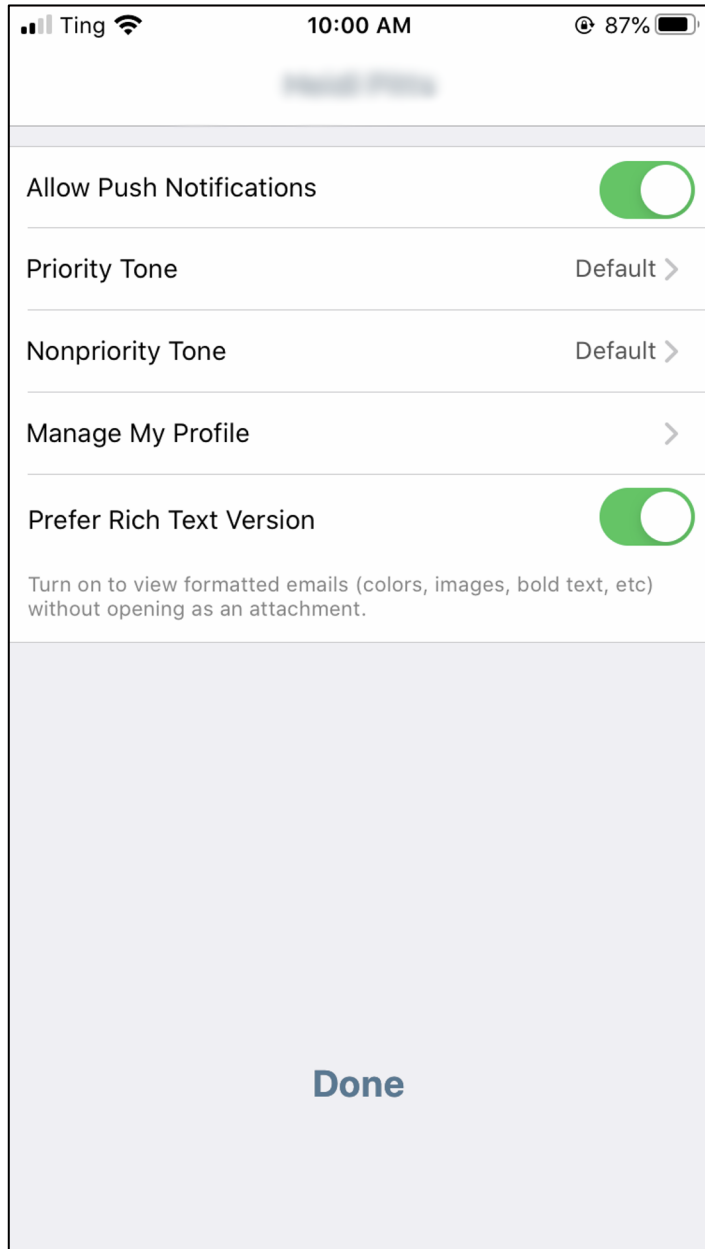 Ting 10:00 AM 87%
Allow Push Notifications
Priority Tone Default
Nonpriority Tone Default
Manage My Profile
Prefer Rich Text Version
Turn on to view formatted emails (colors, images, bold text, etc)
without opening as an attachment.
Done